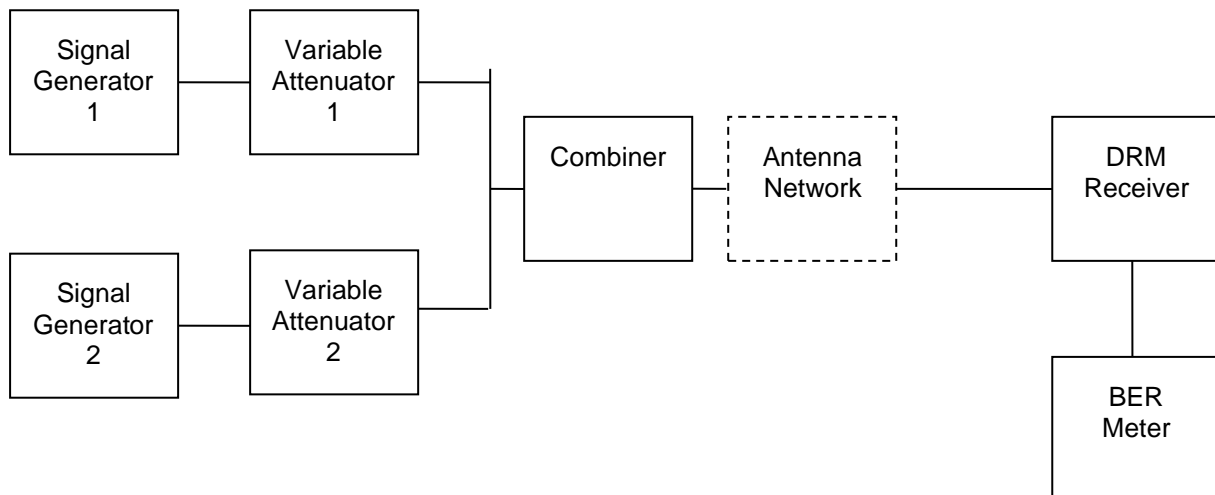 Signal
Generator
1
Variable
Attenuator
1
Combiner
Antenna
Network
DRM
Receiver
Signal
Generator
2
Variable
Attenuator
2
BER
Meter